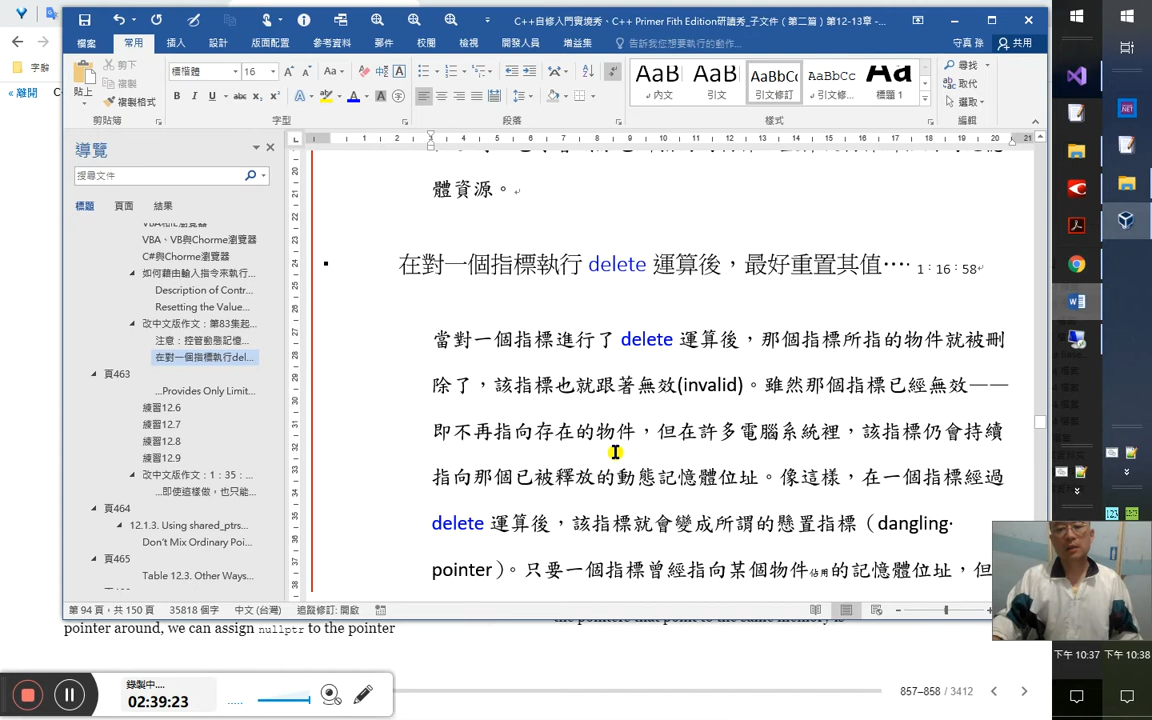 C++自修入門實境秀、C++ Primer Fith Edition研讀秀_子文件（第二篇）第12-13章 -...
檔案 常用 插入 設計 版面配置 參考資料 郵件 校閱 檢視 開發人員 增益集 告訴我您想要執行的動作... 守真 孫 共用
字齡
« 離開
貼上
剪下
複製
複製格式
剪貼簿
標楷體 16
字型
段落
AaB 內文
AaB 引文
AaBbCc 引文修訂
AaBbCc 引文修...
Aa 標題 1
樣式
尋找
取代
選取
編輯
導覽
搜尋文件
標題 頁面 結果
VBA、VB與Chorme瀏覽器
C#與Chorme瀏覽器
如何藉由輸入指令來執行...
Description of Contr...
Resetting the Value...
改中文版作文：第83集起...
注意：控管動態記憶...
在對一個指標執行del...
頁463
...Provides Only Limit...
練習12.6
練習12.7
練習12.8
練習12.9
改中文版作文：1：35：...
...即使這樣做，也只能...
頁464
12.1.3. Using shared_ptrs...
Don't Mix Ordinary Poi...
頁465
Table 12.3. Other Ways...
體資源。
在對一個指標執行 delete 運算後，最好重置其值···· 1：16：58
當對一個指標進行了 delete 運算後，那個指標所指的物件就被刪
除了，該指標也就跟著無效(invalid)。雖然那個指標已經無效——
即不再指向存在的物件，但在許多電腦系統裡，該指標仍會持續
指向那個已被釋放的動態記憶體位址。像這樣，在一個指標經過
delete 運算後，該指標就會變成所謂的懸置指標（dangling·
pointer）。只要一個指標曾經指向某個物件佔用的記憶體位址，但
第 94 頁，共 150 頁 35818 個字 中文 (台灣) 追蹤修訂: 開啟
pointer around, we can assign nullptr to the pointer
the pointers that point to the same memory is
錄製中....
02:39:23
857–858 / 3412
下午 10:37 下午 10:38